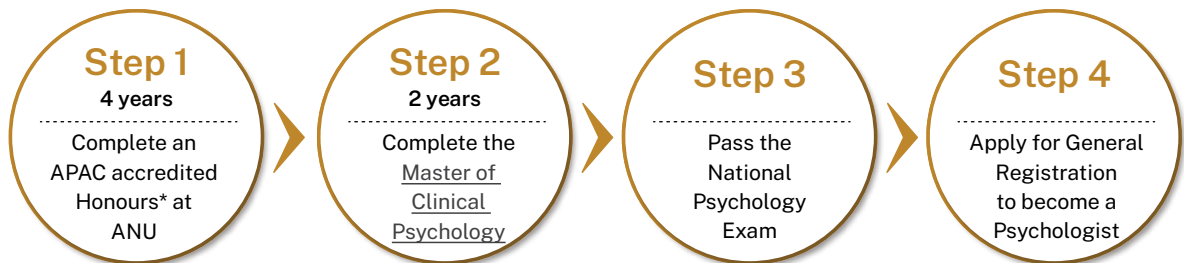 Step 1
4 years
Complete an
APAC accredited
Honours* at
ANU
Step 2
2 years
Complete the
Master of
Clinical
Psychology
Step 3
Pass the
National
Psychology
Exam
Step 4
Apply for General
Registration
to become a
Psychologist